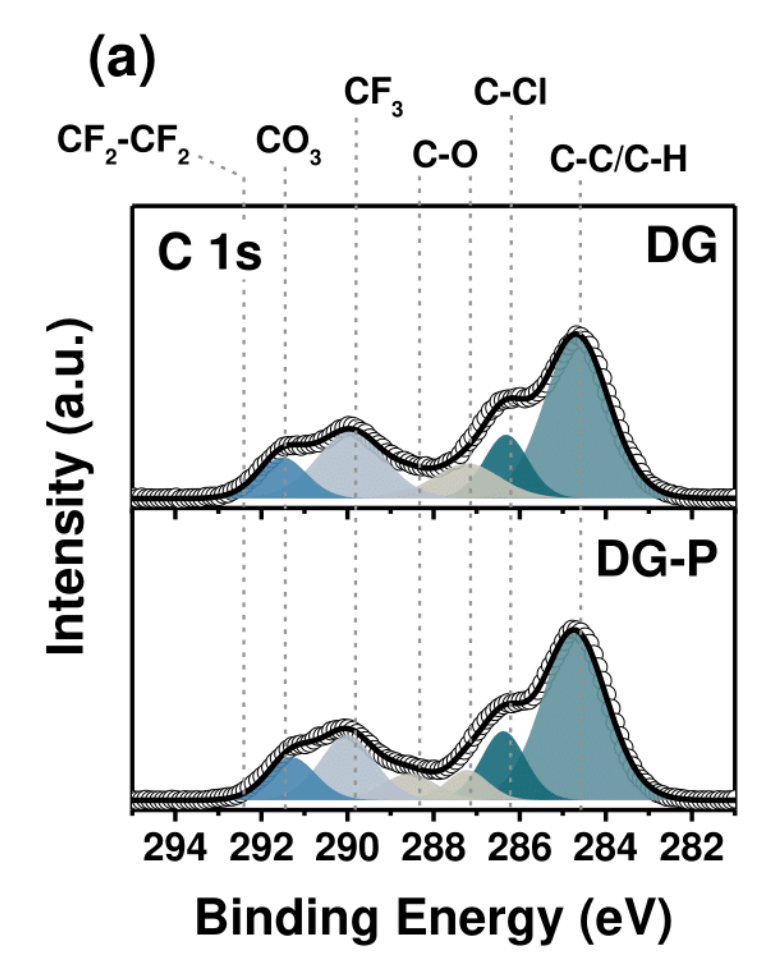 (a)
CF₃
C-Cl
CF₂-CF₂
CO₃
C-O
C-C/C-H
C 1s
DG
DG-P
Intensity (a.u.)
294 292 290 288 286 284 282
Binding Energy (eV)